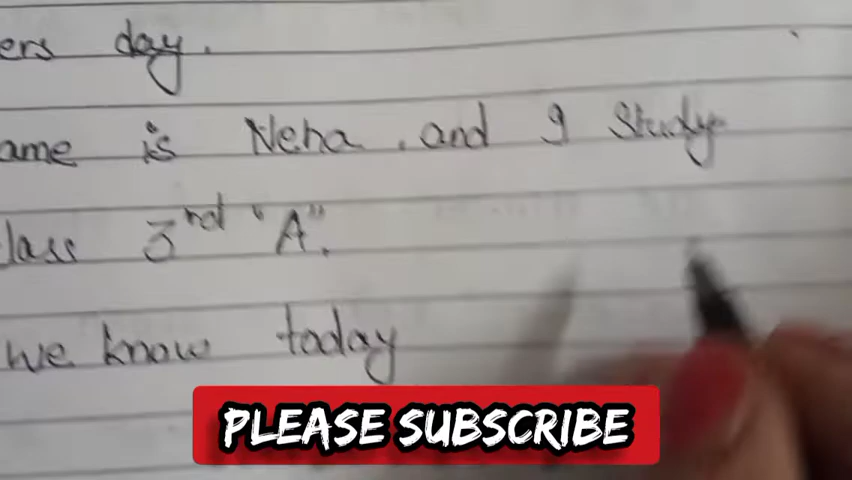 ers day.
ame is Neha , and I Study
lass 3rd "A".
we know today
PLEASE SUBSCRIBE